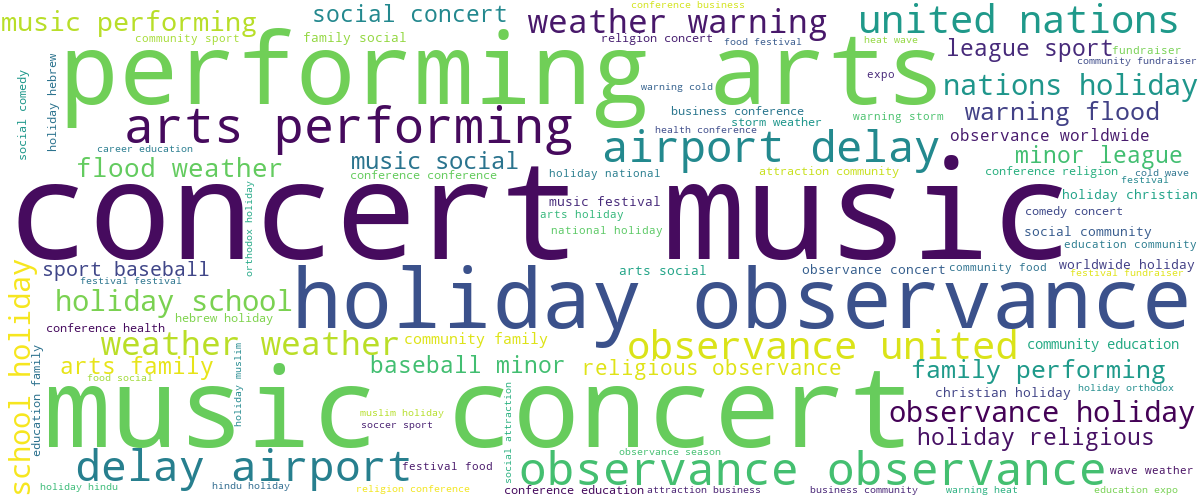 conference business
music performing
social concert
weather warning
united nations
community sport
family social
religion concert
food festival
heat wave
league sport
fundraiser
community fundraiser
performing arts
expo
social comedy
holiday hebrew
warning cold
nations holiday
arts performing
business conference
storm weather
warning storm
warning flood
health conference
observance worldwide
career education
airport delay
minor league
flood weather
music social
conference conference
holiday national
attraction community
conference religion
cold wave
festival
concert music
orthodox holiday
music festival
arts holiday
national holiday
holiday christian
comedy concert
social community
education community
school holiday
sport baseball
festival festival
arts social
observance concert
community food
worldwide holiday
festival fundraiser
holiday school
holiday observance
hebrew holiday
conference health
weather weather
community family
observance united
community education
education family
holiday muslim
arts family
food social
baseball minor
religious observance
family performing
christian holiday
holiday orthodox
music concert
muslim holiday
soccer sport
social attraction
observance holiday
holiday religious
delay airport
festival food
observance season
observance observance
wave weather
holiday hindu
hindu holiday
religion conference
conference education
attraction business
business community
warning heat
education expo